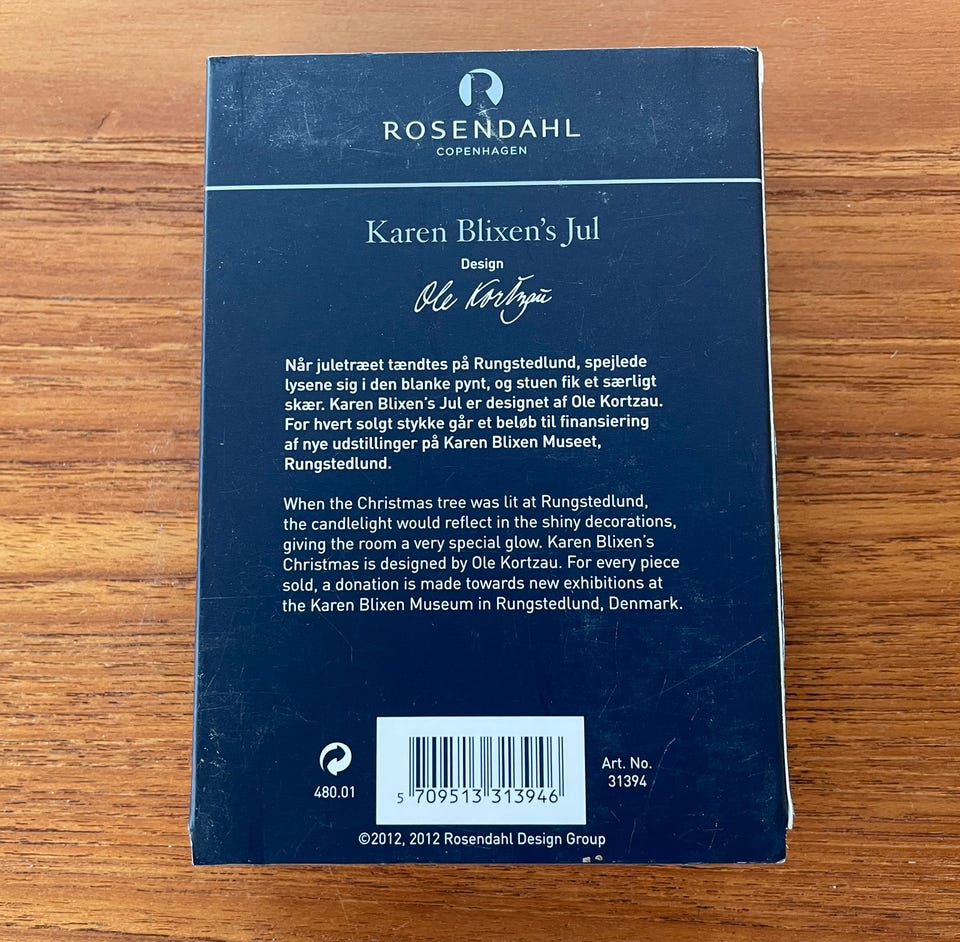 ROSENDAHL
COPENHAGEN
Karen Blixen's Jul
Design
Ole Kortzau
Når juletræet tændtes på Rungstedlund, spejlede
lysene sig i den blanke pynt, og stuen fik et særligt
skær. Karen Blixen's Jul er designet af Ole Kortzau.
For hvert solgt stykke går et beløb til finansiering
af nye udstillinger på Karen Blixen Museet,
Rungstedlund.
When the Christmas tree was lit at Rungstedlund,
the candlelight would reflect in the shiny decorations,
giving the room a very special glow. Karen Blixen's
Christmas is designed by Ole Kortzau. For every piece
sold, a donation is made towards new exhibitions at
the Karen Blixen Museum in Rungstedlund, Denmark.
480.01
5 709513 313946
Art. No.
31394
©2012, 2012 Rosendahl Design Group